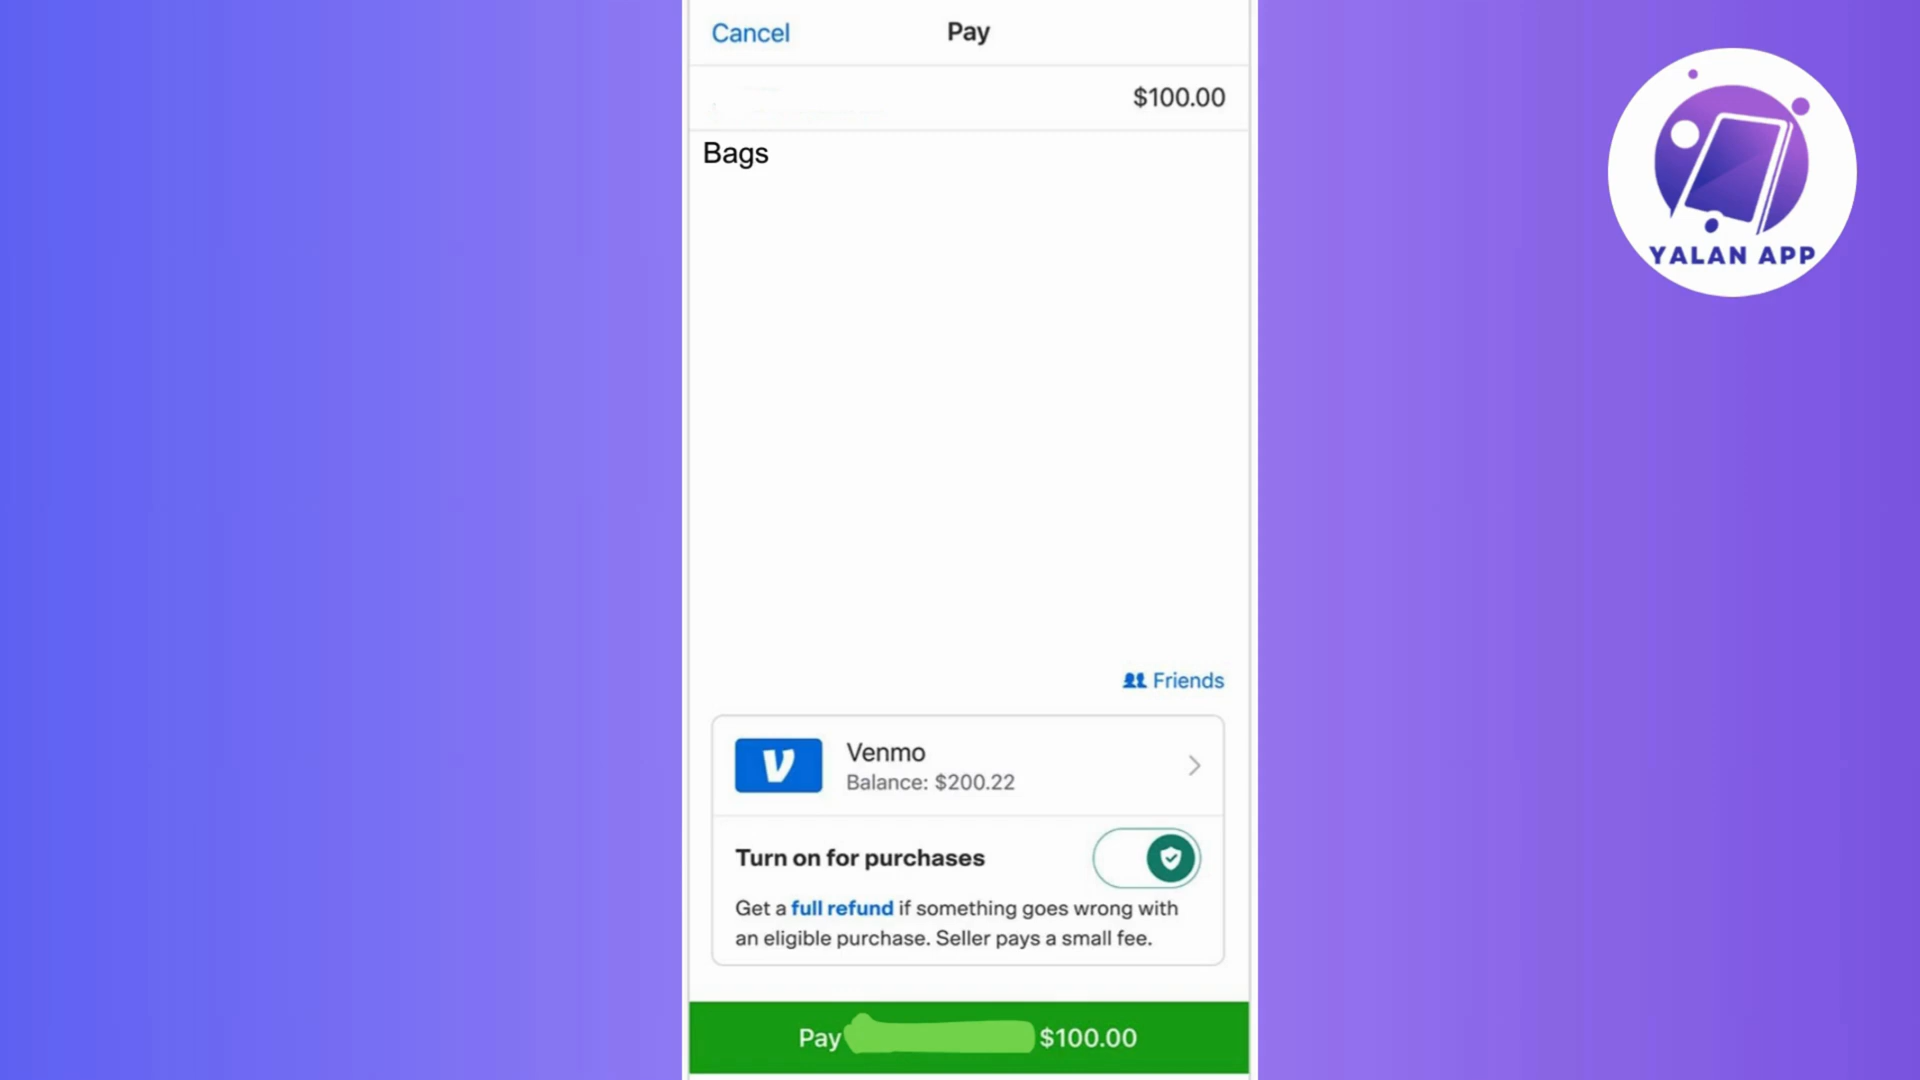 Cancel
Pay
$100.00
Bags
Friends
Venmo
Balance: $200.22
Turn on for purchases
Get a full refund if something goes wrong with
an eligible purchase. Seller pays a small fee.
Pay $100.00
YALAN APP